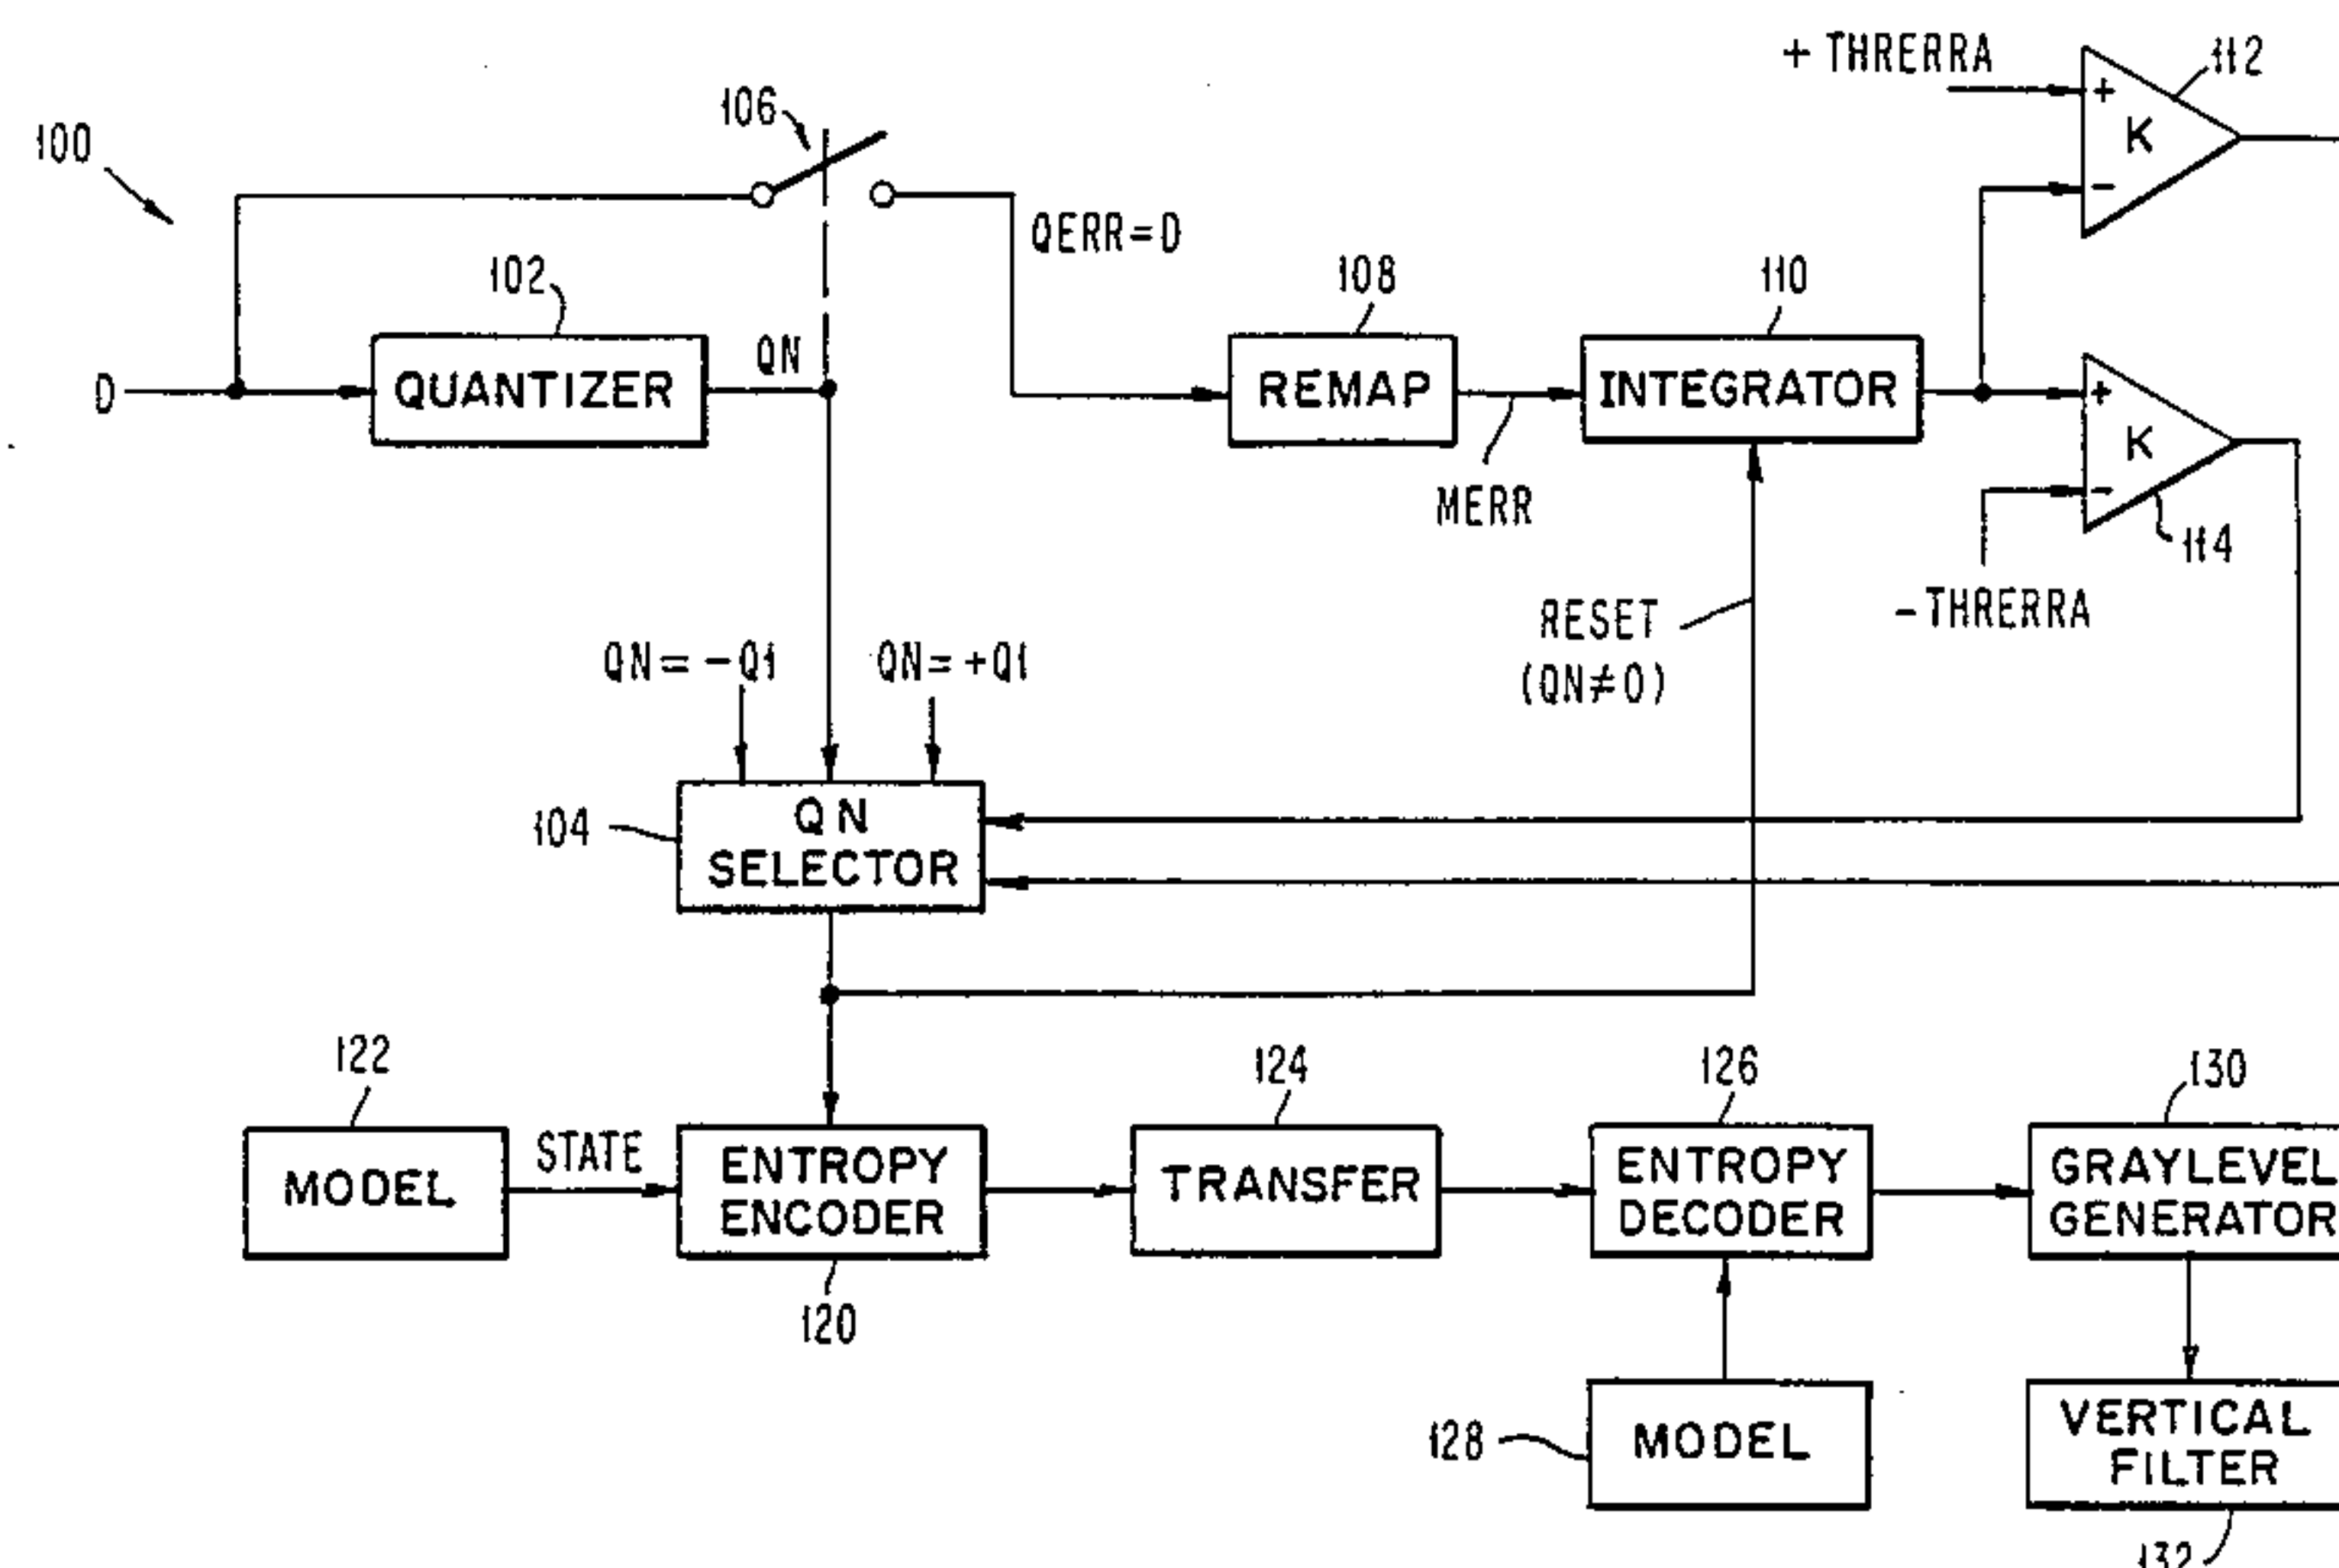 + THRERRA
112
106
100
+
K
-
QERR=D
102
108
110
QN
D
QUANTIZER
REMAP
INTEGRATOR
+
K
-
MERR
114
RESET
(QN≠0)
-THRERRA
QN=-Q1
QN=+Q1
104
QN
SELECTOR
122
124
126
130
MODEL
STATE
ENTROPY
ENCODER
TRANSFER
ENTROPY
DECODER
GRAYLEVEL
GENERATOR
120
128
MODEL
VERTICAL
FILTER
132